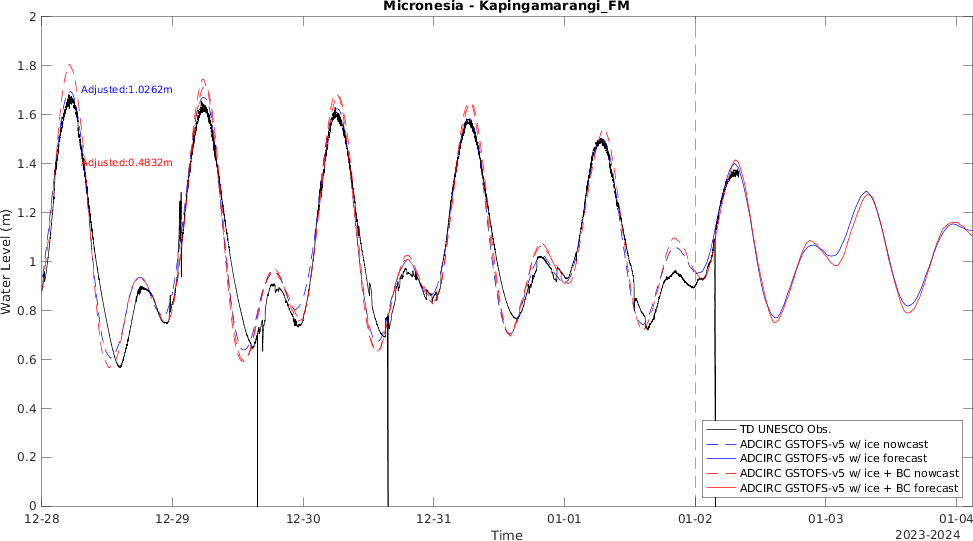 Micronesia - Kapingamarangi_FM
Water Level (m)
2
1.8
1.6
1.4
1.2
1
0.8
0.6
0.4
0.2
0
Adjusted:1.0262m
Adjusted:0.4832m
TD UNESCO Obs.
ADCIRC GSTOFS-v5 w/ ice nowcast
ADCIRC GSTOFS-v5 w/ ice forecast
ADCIRC GSTOFS-v5 w/ ice + BC nowcast
ADCIRC GSTOFS-v5 w/ ice + BC forecast
12-28 12-29 12-30 12-31 01-01 01-02 01-03 01-04
Time
2023-2024